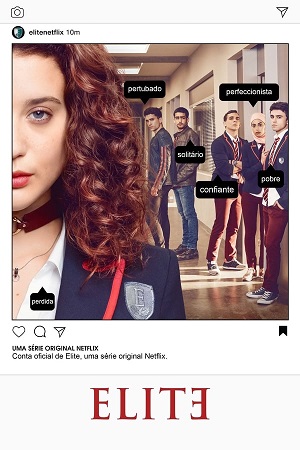 elitenetflix 10m
pertubado
perfeccionista
solitário
confiante
pobre
perdida
E
UMA SÉRIE ORIGINAL NETFLIX
Conta oficial de Elite, uma série original Netflix.
ELITE